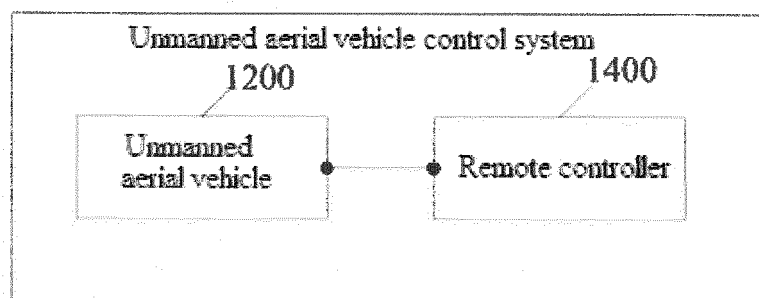 Unmanned aerial vehicle control system
1200
1400
Unmanned
aerial vehicle
Remote controller